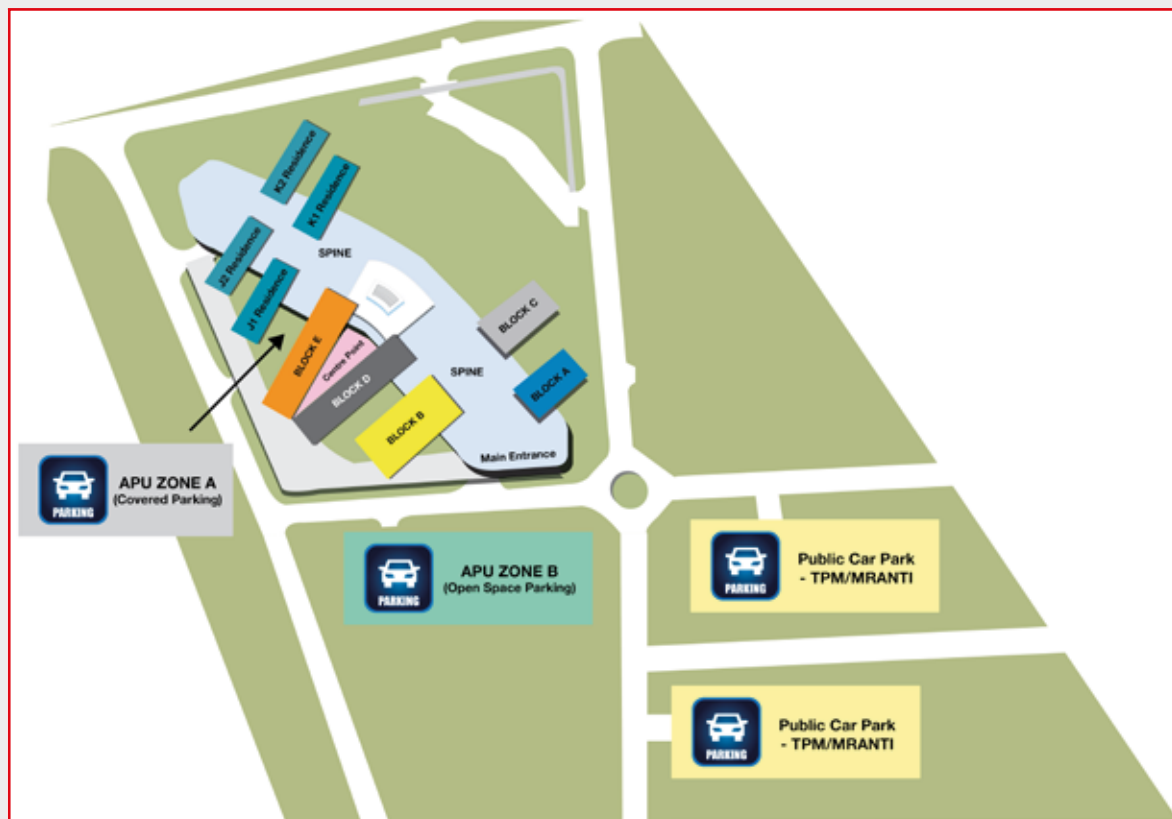 K2 Residence
K1 Residence
J2 Residence
J1 Residence
SPINE
BLOCK E
Centre Point
BLOCK D
BLOCK C
SPINE
BLOCK A
BLOCK B
Main Entrance
PARKING
APU ZONE A
(Covered Parking)
PARKING
APU ZONE B
(Open Space Parking)
PARKING
Public Car Park
- TPM/MRANTI
PARKING
Public Car Park
- TPM/MRANTI